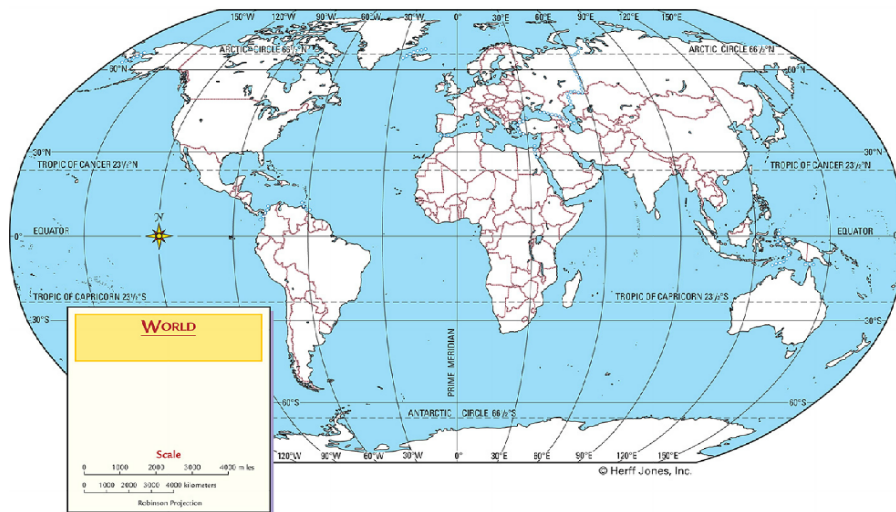 150°W 120°W 90°W 60°W 30°W 0° 30°E 60°E 90°E 120°E 150°E
ARCTIC CIRCLE 66½°N
ARCTIC CIRCLE 66½°N
60°N
60°N
30°N
30°N
TROPIC OF CANCER 23½°N
TROPIC OF CANCER 23½°N
N
0° EQUATOR
EQUATOR 0°
TROPIC OF CAPRICORN 23½°S
TROPIC OF CAPRICORN 23½°S
30°S
30°S
PRIME MERIDIAN
60°S
60°S
ANTARCTIC CIRCLE 66½°S
150°W 120°W 90°W 60°W 30°W 0° 30°E 60°E 90°E 120°E 150°E
© Herff Jones, Inc.
WORLD
Scale
0 1000 2000 3000 4000 miles
0 1000 2000 3000 4000 kilometers
Robinson Projection